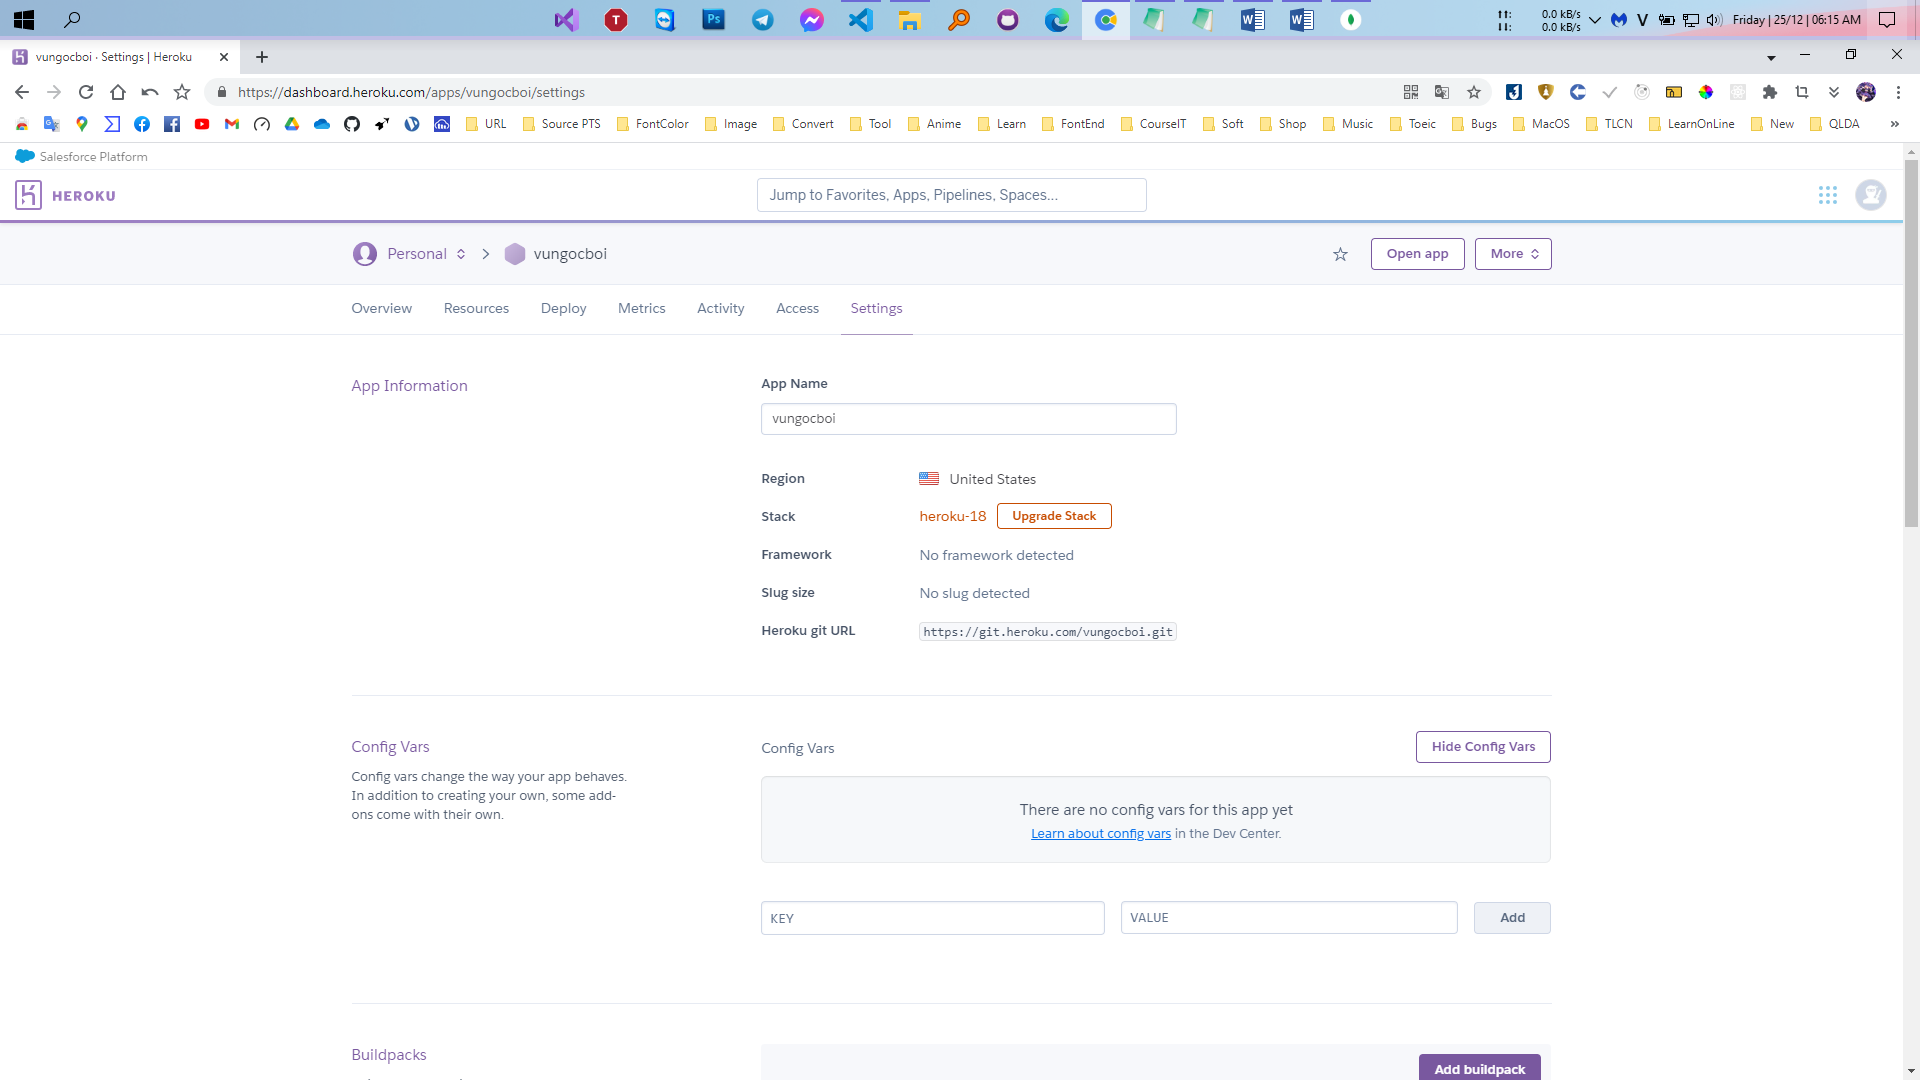 0.0 kB/s
0.0 kB/s
Friday | 25/12 | 06:15 AM
vungocboi · Settings | Heroku
https://dashboard.heroku.com/apps/vungocboi/settings
URL Source PTS FontColor Image Convert Tool Anime Learn FontEnd CourseIT Soft Shop Music Toeic Bugs MacOS TLCN LearnOnLine New QLDA »
Salesforce Platform
HEROKU
Jump to Favorites, Apps, Pipelines, Spaces...
Personal vungocboi
Open app More
Overview Resources Deploy Metrics Activity Access Settings
App Information
App Name
vungocboi
Region United States
Stack heroku-18 Upgrade Stack
Framework No framework detected
Slug size No slug detected
Heroku git URL https://git.heroku.com/vungocboi.git
Config Vars
Config vars change the way your app behaves.
In addition to creating your own, some add-
ons come with their own.
Config Vars
Hide Config Vars
There are no config vars for this app yet
Learn about config vars in the Dev Center.
KEY VALUE Add
Buildpacks
Add buildpack